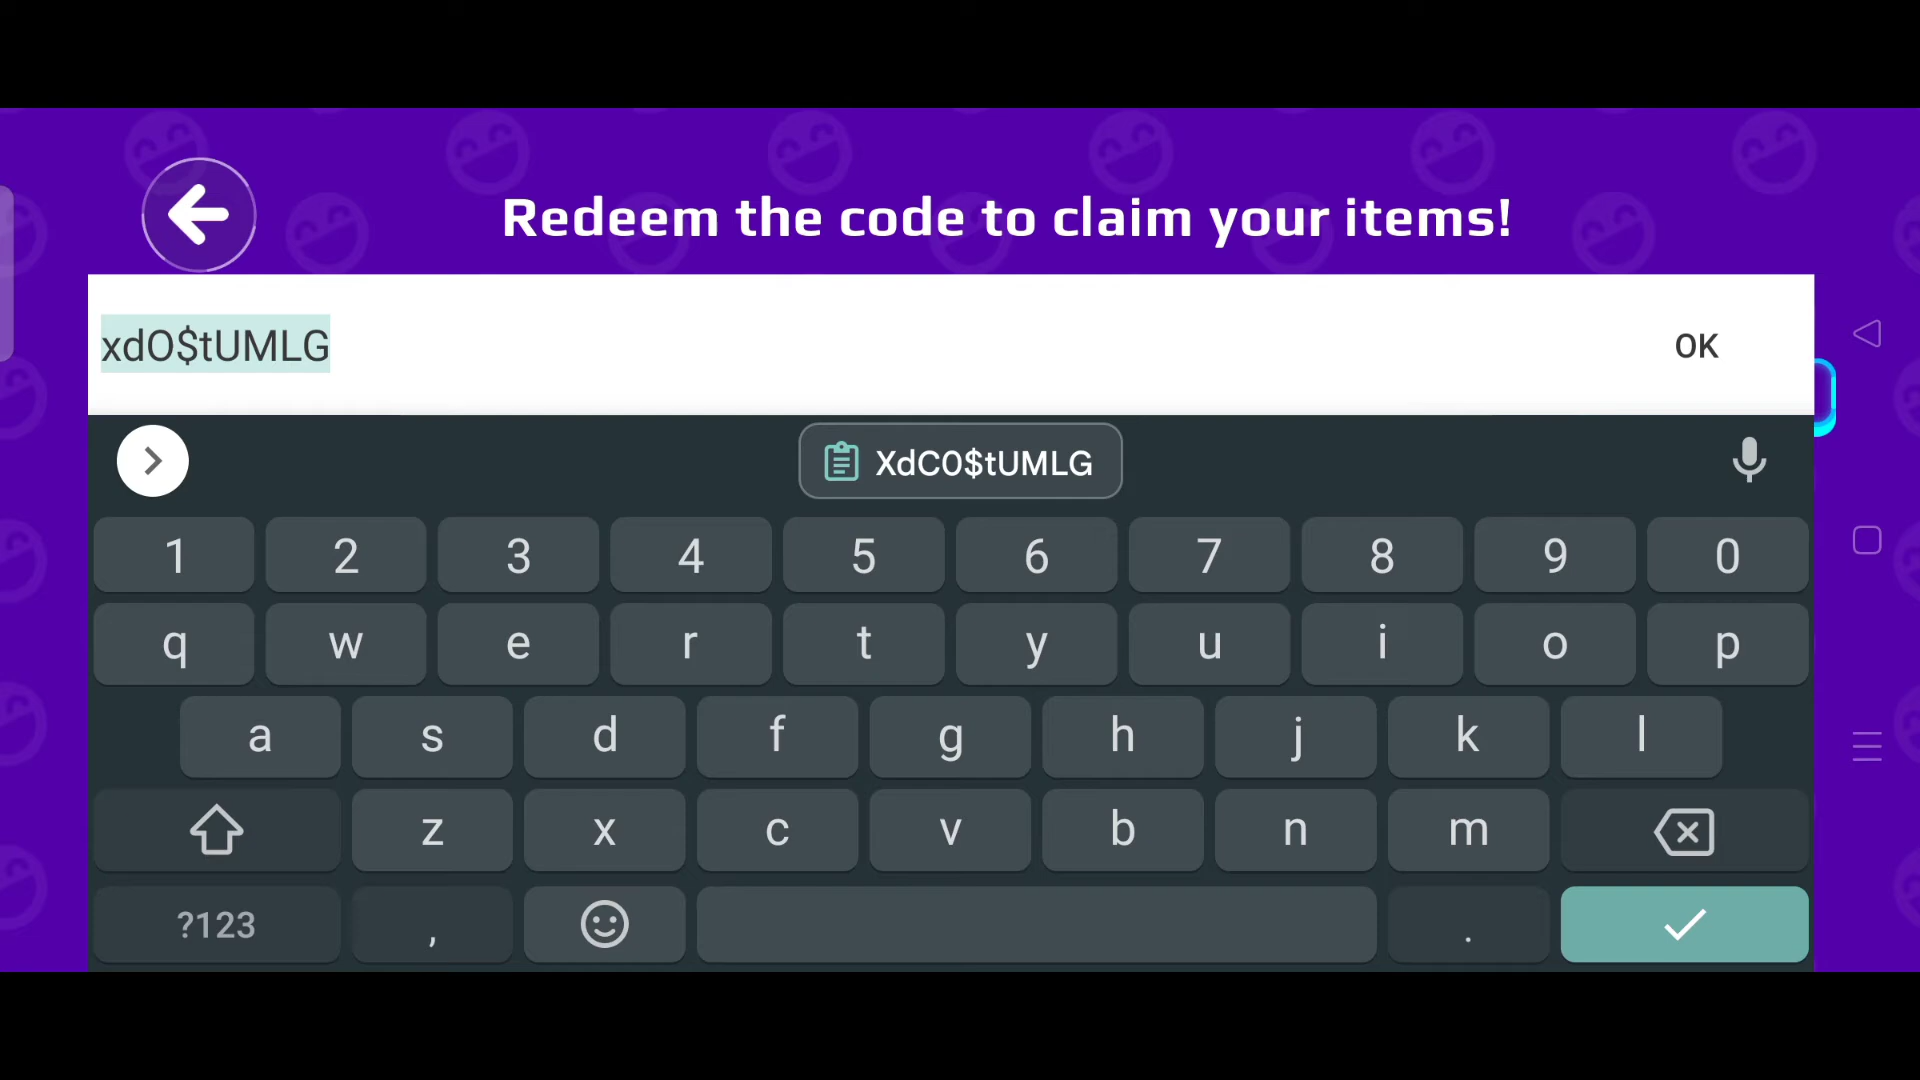 Redeem the code to claim your items!
xdO$tUMLG
OK
XdC0$tUMLG
1 2 3 4 5 6 7 8 9 0
q w e r t y u i o p
a s d f g h j k l
z x c v b n m
?123 , .